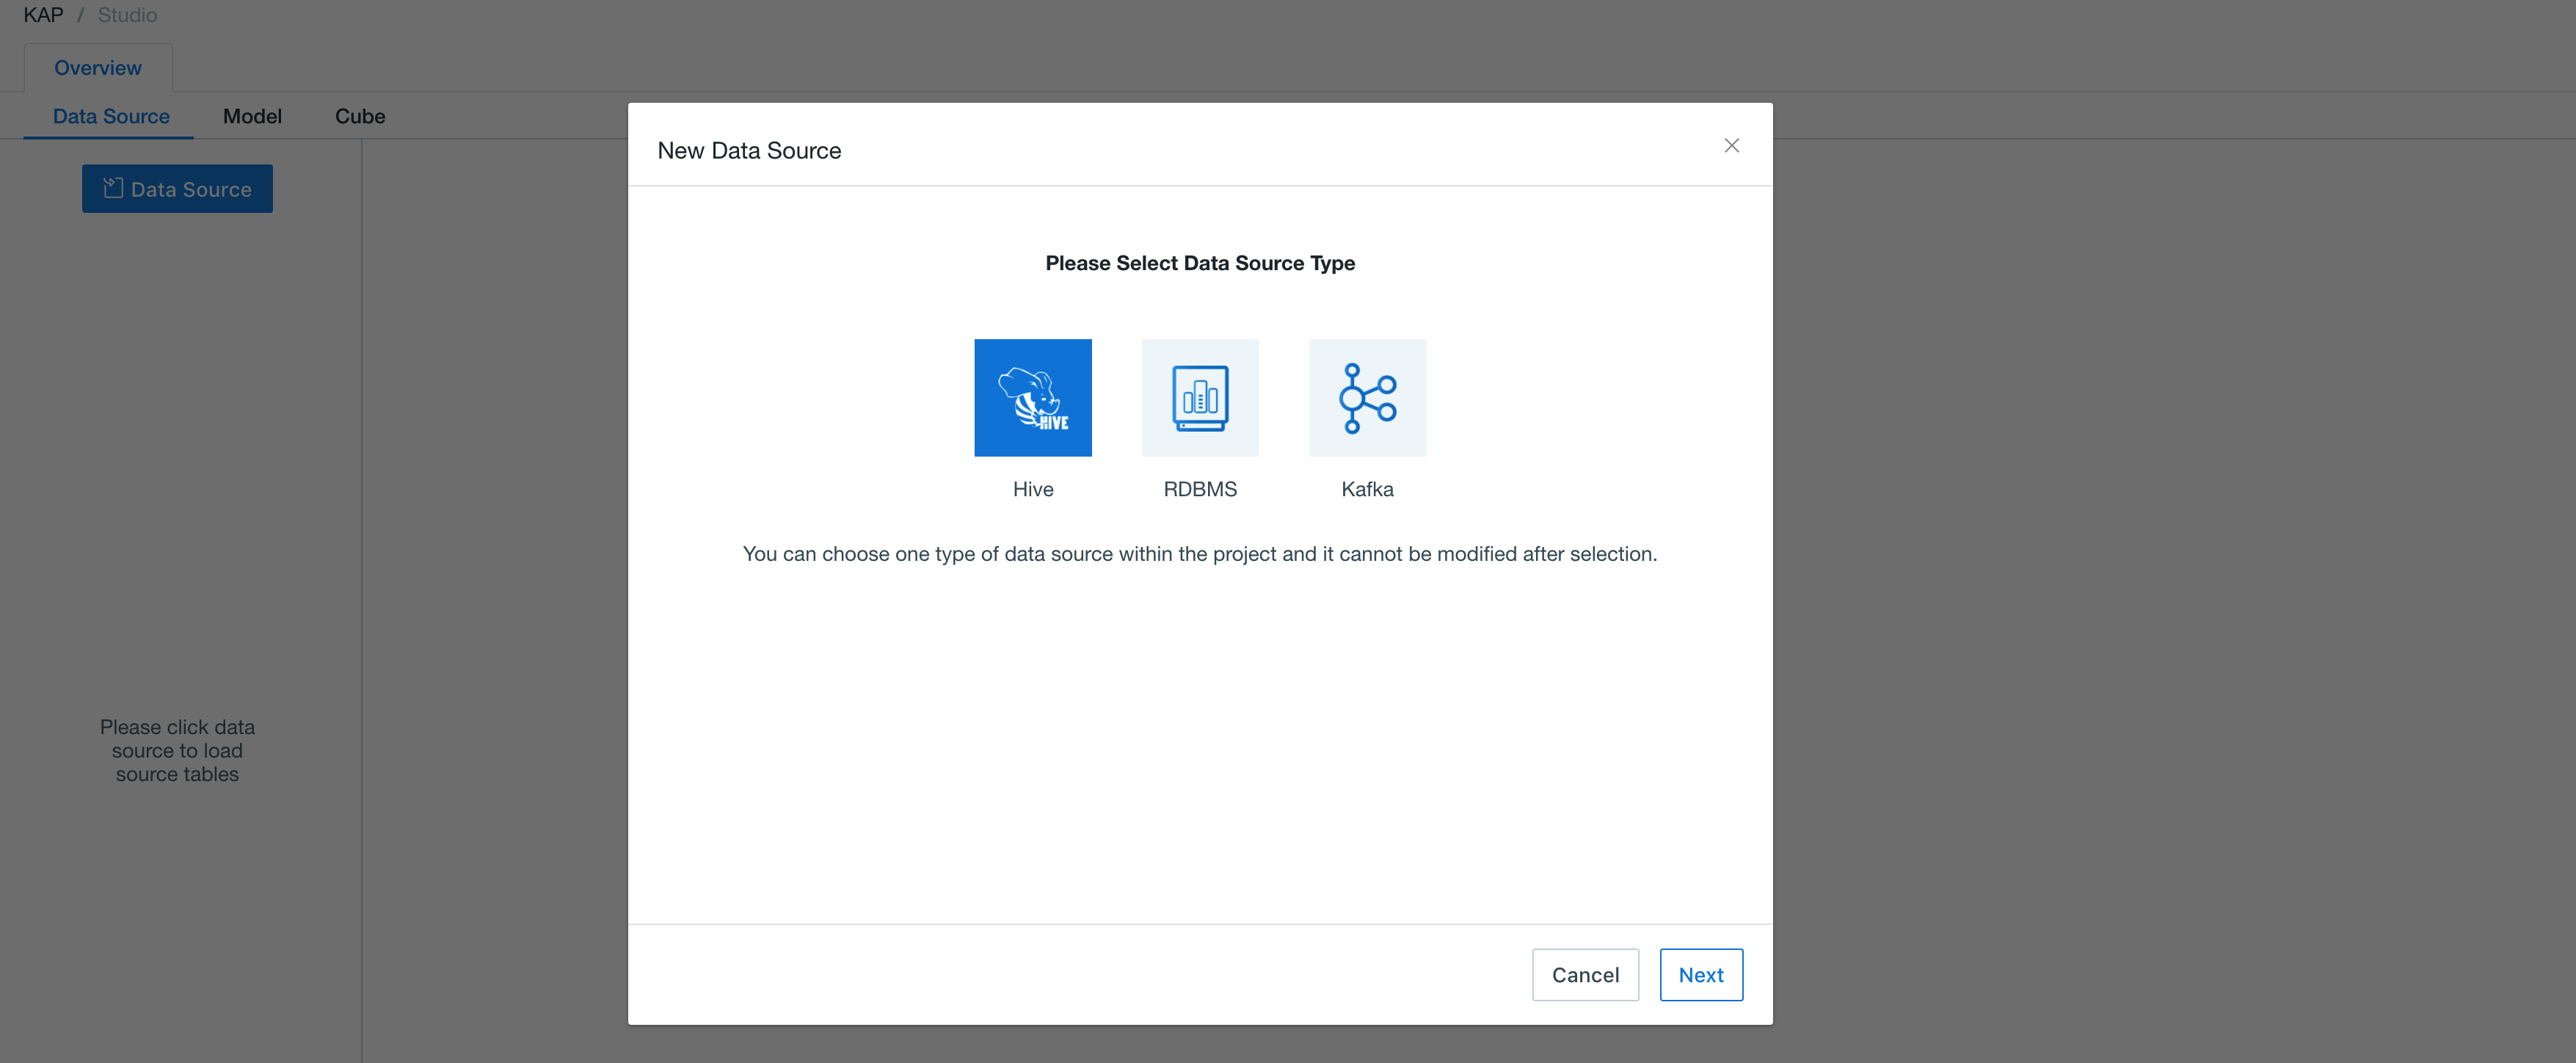 KAP / Studio
Overview
Data Source Model Cube
Data Source
Please click data
source to load
source tables
New Data Source
Please Select Data Source Type
HIVE
Hive RDBMS Kafka
You can choose one type of data source within the project and it cannot be modified after selection.
Cancel Next